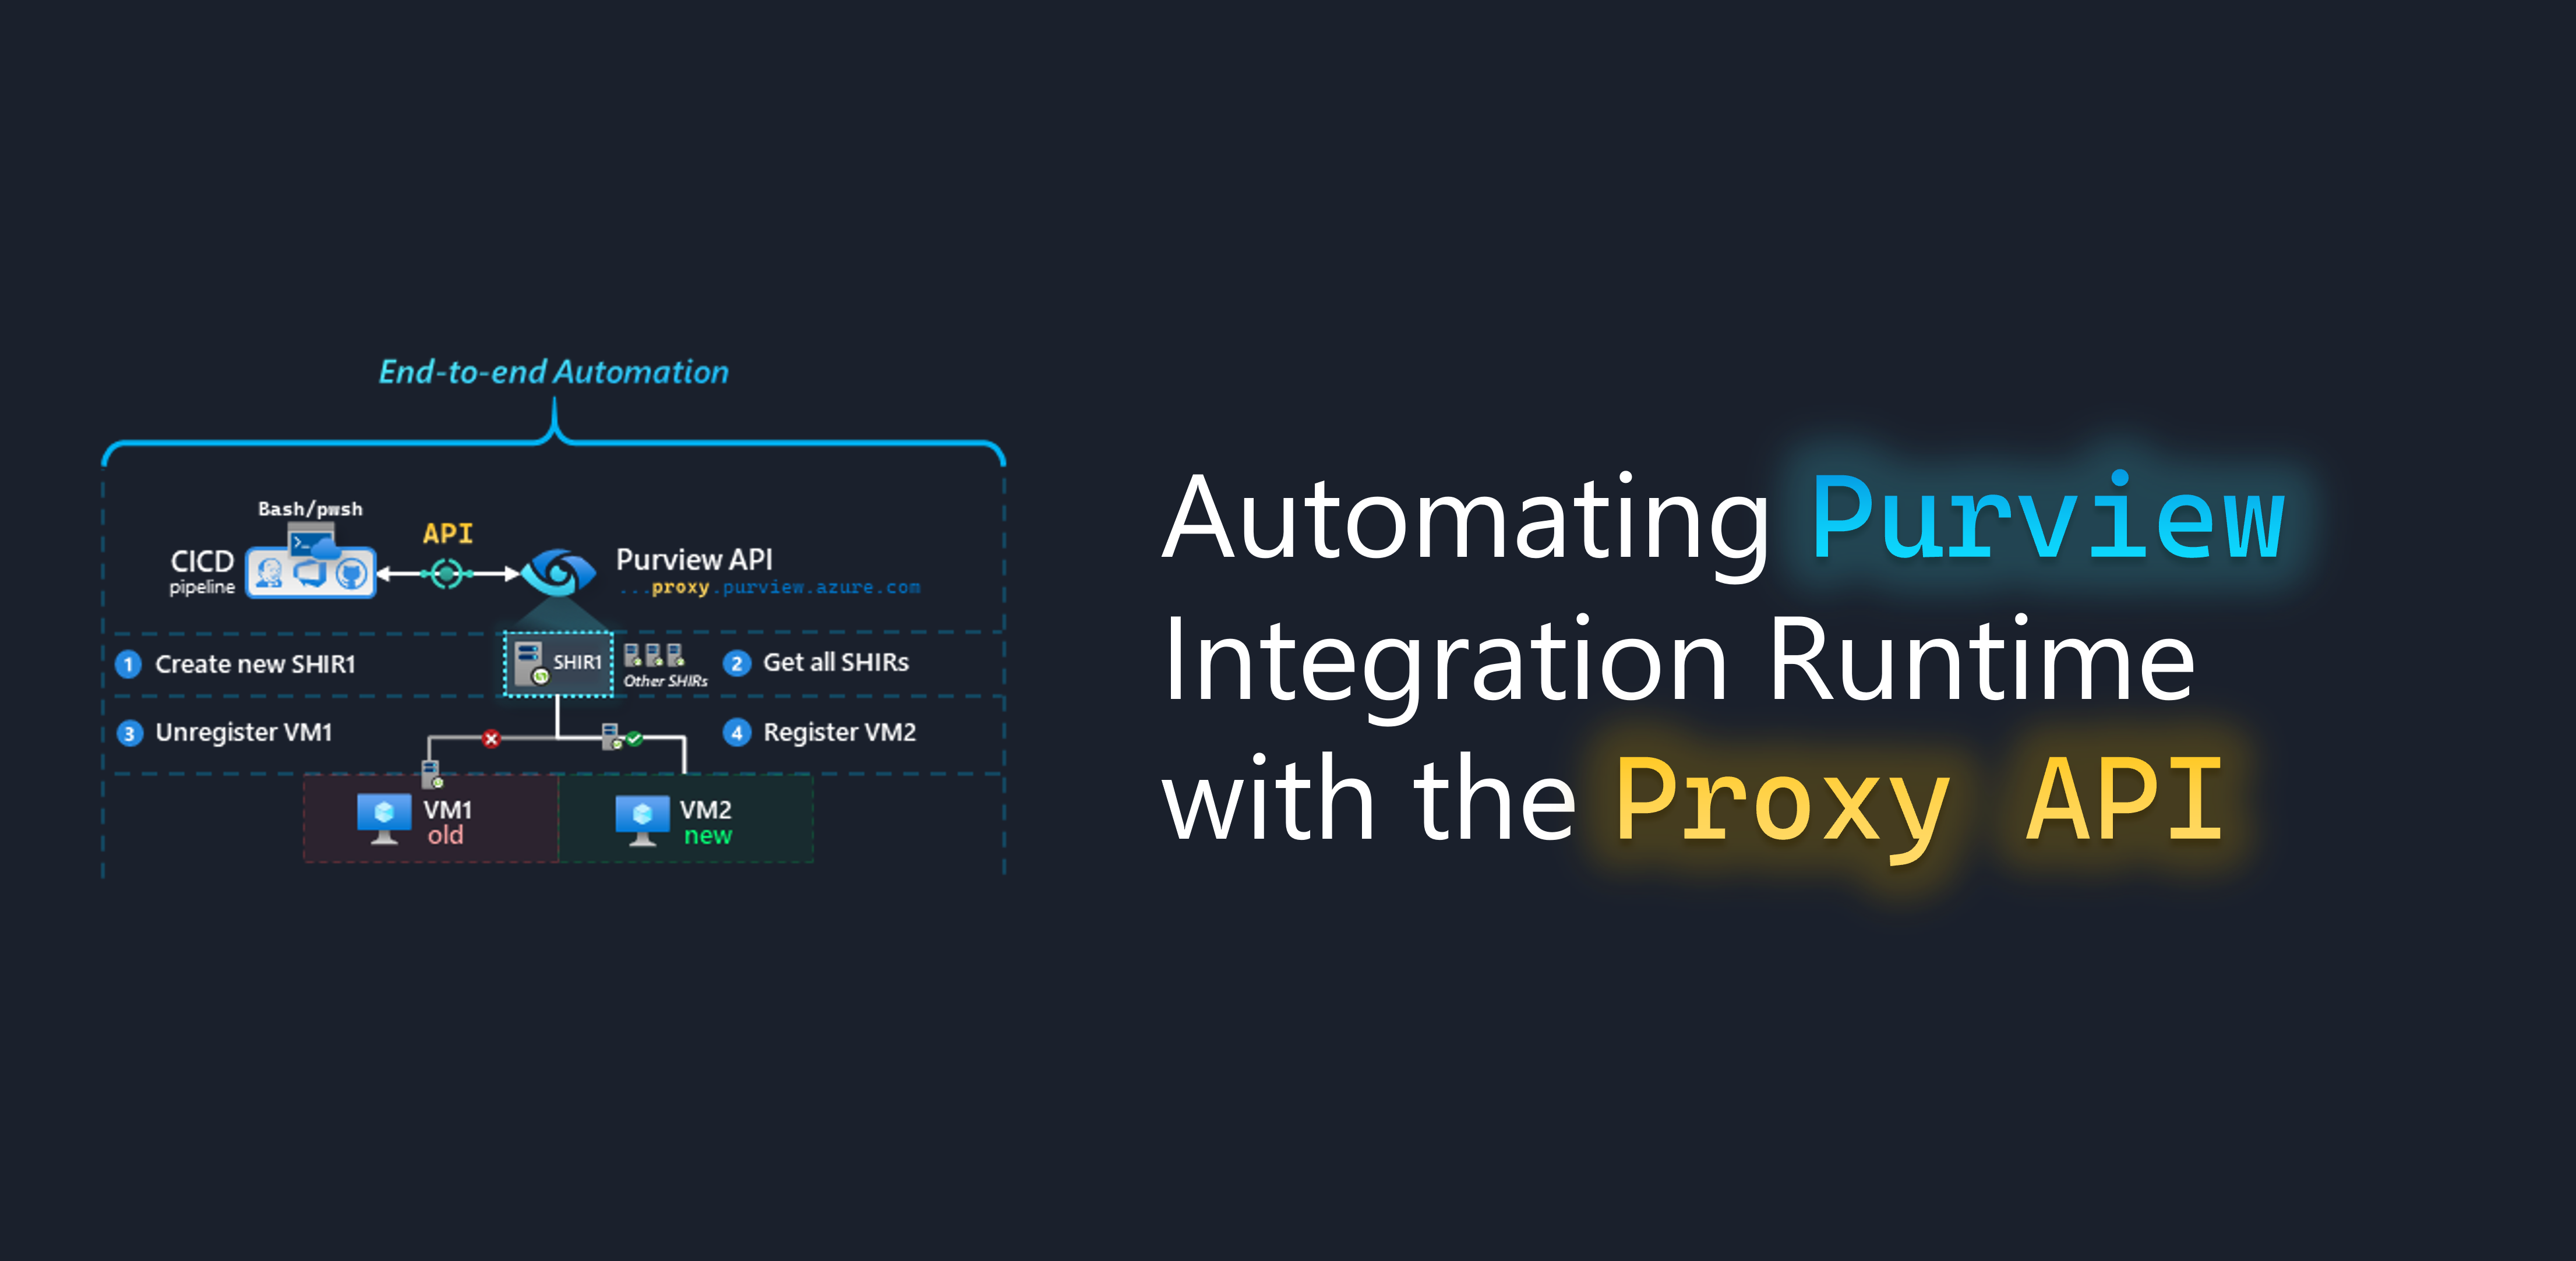 End-to-end Automation
Bash/pwsh
CICD
pipeline
API
Purview API
...proxy.purview.azure.com
1 Create new SHIR1
SHIR1
Other SHIRs
2 Get all SHIRs
3 Unregister VM1
4 Register VM2
VM1
old
VM2
new
Automating Purview
Integration Runtime
with the Proxy API